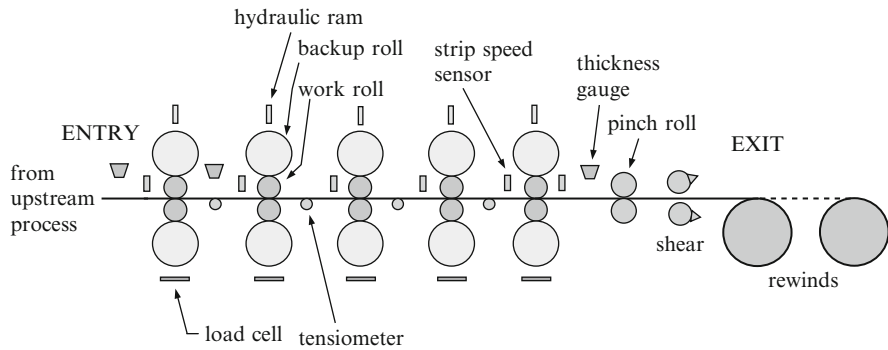 hydraulic ram
backup roll
work roll
strip speed
sensor
thickness
gauge
pinch roll
ENTRY
EXIT
from
upstream
process
shear
rewinds
load cell
tensiometer